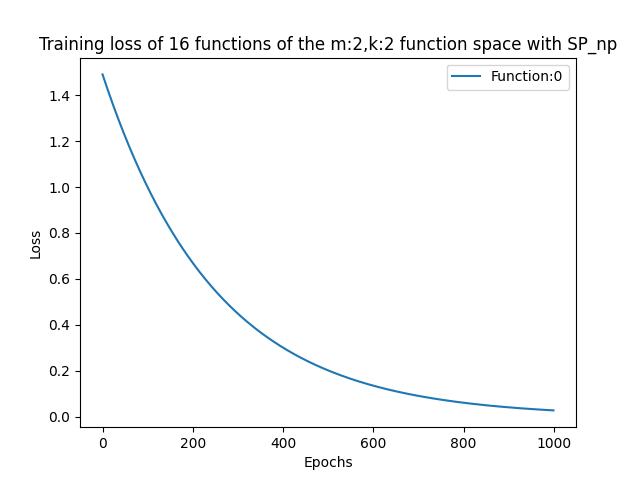 Training loss of 16 functions of the m:2,k:2 function space with SP_np
Function:0
Loss
1.4
1.2
1.0
0.8
0.6
0.4
0.2
0.0
0 200 400 600 800 1000
Epochs